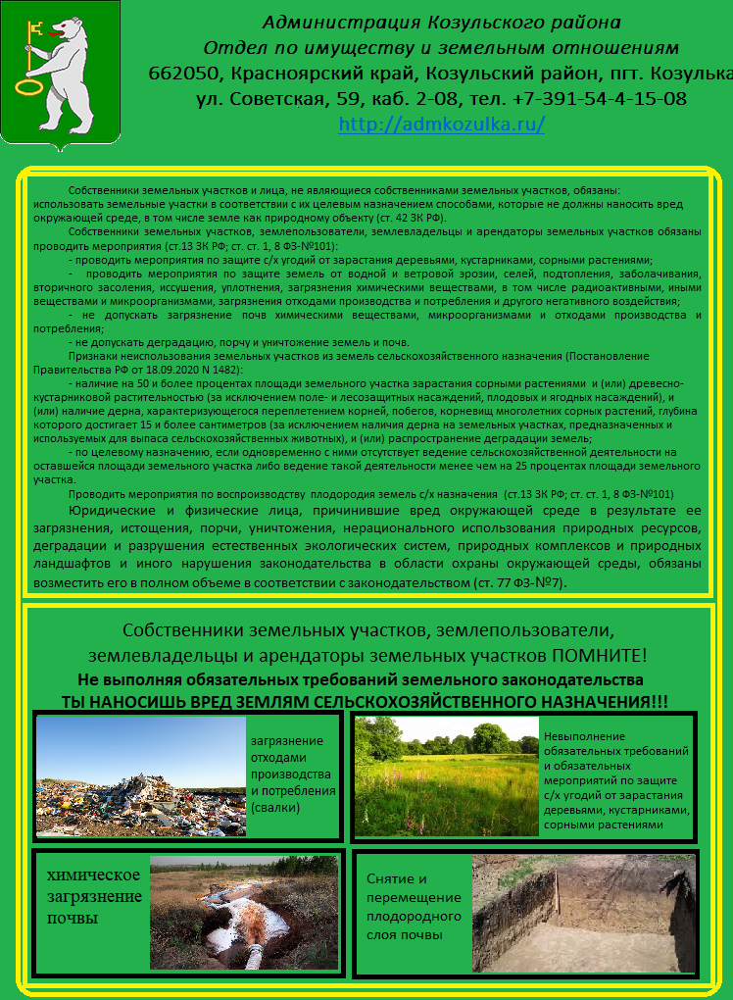 Администрация Козульского района
Отдел по имуществу и земельным отношениям
662050, Красноярский край, Козульский район, пгт. Козулька
ул. Советская, 59, каб. 2-08, тел. +7-391-54-4-15-08
http://admkozulka.ru/
Собственники земельных участков и лица, не являющиеся собственниками земельных участков, обязаны:
использовать земельные участки в соответствии с их целевым назначением способами, которые не должны наносить вред
окружающей среде, в том числе земле как природному объекту (ст. 42 ЗК РФ).
Собственники земельных участков, землепользователи, землевладельцы и арендаторы земельных участков обязаны
проводить мероприятия (ст.13 ЗК РФ; ст. ст. 1, 8 ФЗ-№101):
- проводить мероприятия по защите с/х угодий от зарастания деревьями, кустарниками, сорными растениями;
- проводить мероприятия по защите земель от водной и ветровой эрозии, селей, подтопления, заболачивания,
вторичного засоления, иссушения, уплотнения, загрязнения химическими веществами, в том числе радиоактивными, иными
веществами и микроорганизмами, загрязнения отходами производства и потребления и другого негативного воздействия;
- не допускать загрязнение почв химическими веществами, микроорганизмами и отходами производства и
потребления;
- не допускать деградацию, порчу и уничтожение земель и почв.
Признаки неиспользования земельных участков из земель сельскохозяйственного назначения (Постановление
Правительства РФ от 18.09.2020 N 1482):
- наличие на 50 и более процентах площади земельного участка зарастания сорными растениями и (или) древесно-
кустарниковой растительностью (за исключением поле- и лесозащитных насаждений, плодовых и ягодных насаждений), и
(или) наличие дерна, характеризующегося переплетением корней, побегов, корневищ многолетних сорных растений, глубина
которого достигает 15 и более сантиметров (за исключением наличия дерна на земельных участках, предназначенных и
используемых для выпаса сельскохозяйственных животных), и (или) распространение деградации земель;
- по целевому назначению, если одновременно с ними отсутствует ведение сельскохозяйственной деятельности на
оставшейся площади земельного участка либо ведение такой деятельности менее чем на 25 процентах площади земельного
участка.
Проводить мероприятия по воспроизводству плодородия земель с/х назначения (ст.13 ЗК РФ; ст. ст. 1, 8 ФЗ-№101)
Юридические и физические лица, причинившие вред окружающей среде в результате ее
загрязнения, истощения, порчи, уничтожения, нерационального использования природных ресурсов,
деградации и разрушения естественных экологических систем, природных комплексов и природных
ландшафтов и иного нарушения законодательства в области охраны окружающей среды, обязаны
возместить его в полном объеме в соответствии с законодательством (ст. 77 ФЗ-№7).
Собственники земельных участков, землепользователи,
землевладельцы и арендаторы земельных участков ПОМНИТЕ!
Не выполняя обязательных требований земельного законодательства
ТЫ НАНОСИШЬ ВРЕД ЗЕМЛЯМ СЕЛЬСКОХОЗЯЙСТВЕННОГО НАЗНАЧЕНИЯ!!!
загрязнение
отходами
производства
и потребления
(свалки)
Невыполнение
обязательных требований
и обязательных
мероприятий по защите
с/х угодий от зарастания
деревьями, кустарниками,
сорными растениями
химическое
загрязнение
почвы
Снятие и
перемещение
плодородного
слоя почвы